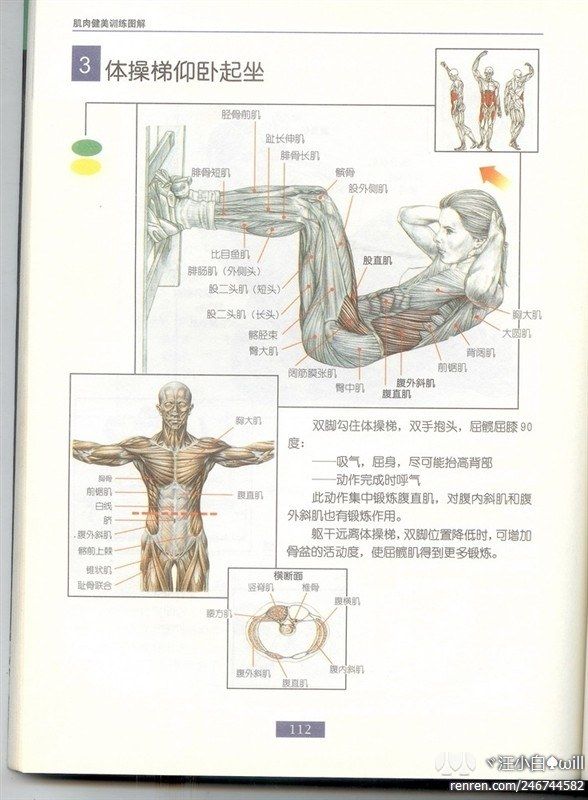 肌肉健美训练图解
3 体操梯仰卧起坐
胫骨前肌
趾长伸肌
腓骨长肌
腓骨短肌
髌骨
股外侧肌
比目鱼肌
腓肠肌（外侧头）
股直肌
股二头肌（短头）
股二头肌（长头）
髂胫束
臀大肌
阔筋膜张肌
臀中肌
腹直肌
腹外斜肌
前锯肌
背阔肌
大圆肌
胸大肌
胸大肌
胸骨
前锯肌
白线
脐
腹外斜肌
髂前上棘
锥状肌
耻骨联合
腹直肌
双脚勾住体操梯，双手抱头，屈髋屈膝90
度：
——吸气，屈身，尽可能抬高背部
——动作完成时呼气
此动作集中锻炼腹直肌，对腹内斜肌和腹
外斜肌也有锻炼作用。
躯干远离体操梯，双脚位置降低时，可增加
骨盆的活动度，使屈髋肌得到更多锻炼。
横断面
竖脊肌
椎骨
腰方肌
腹横肌
腹外斜肌
腹内斜肌
腹直肌
112
ヾ汪小白♠ωill
renren.com/246744582